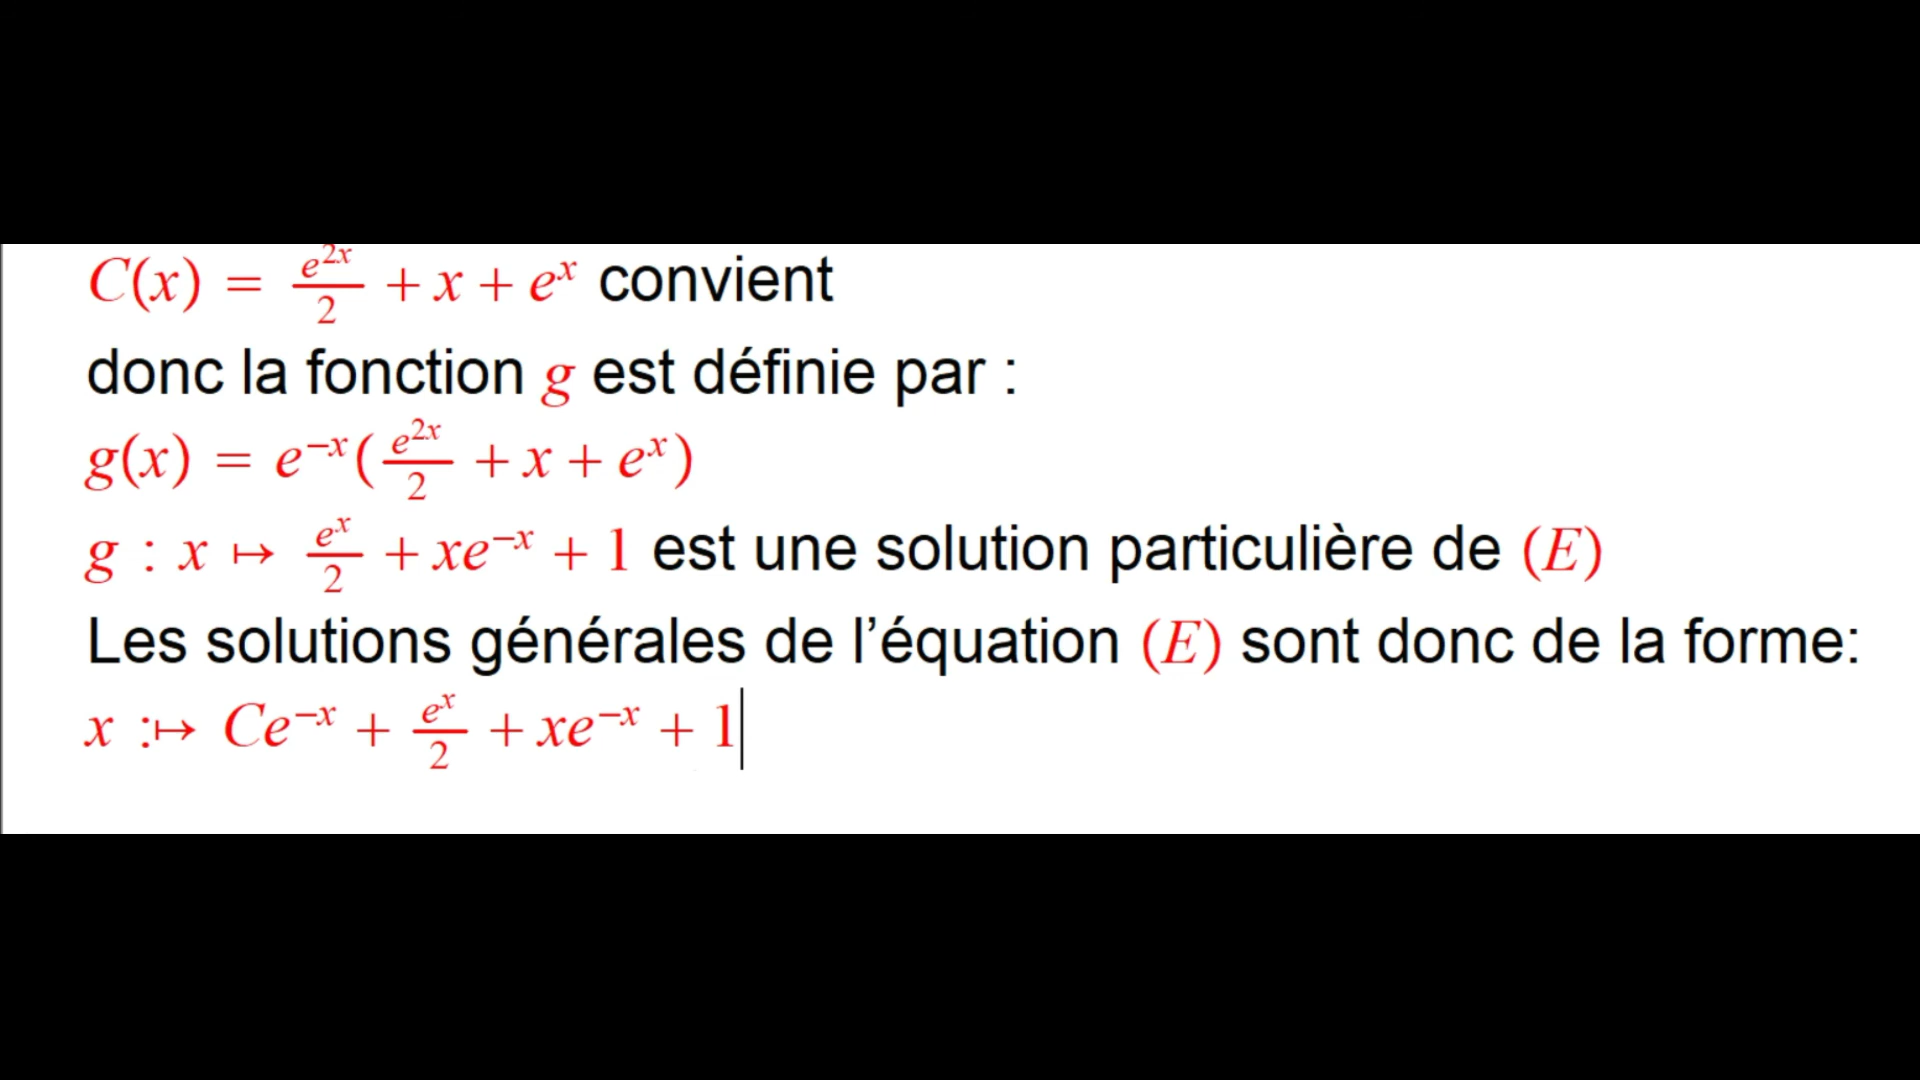 C(x) = e^{2x}/2 + x + e^x convient
donc la fonction g est définie par :
g(x) = e^{−x}(e^{2x}/2 + x + e^x)
g : x ↦ e^x/2 + xe^{−x} + 1 est une solution particulière de (E)
Les solutions générales de l’équation (E) sont donc de la forme:
x :↦ Ce^{−x} + e^x/2 + xe^{−x} + 1